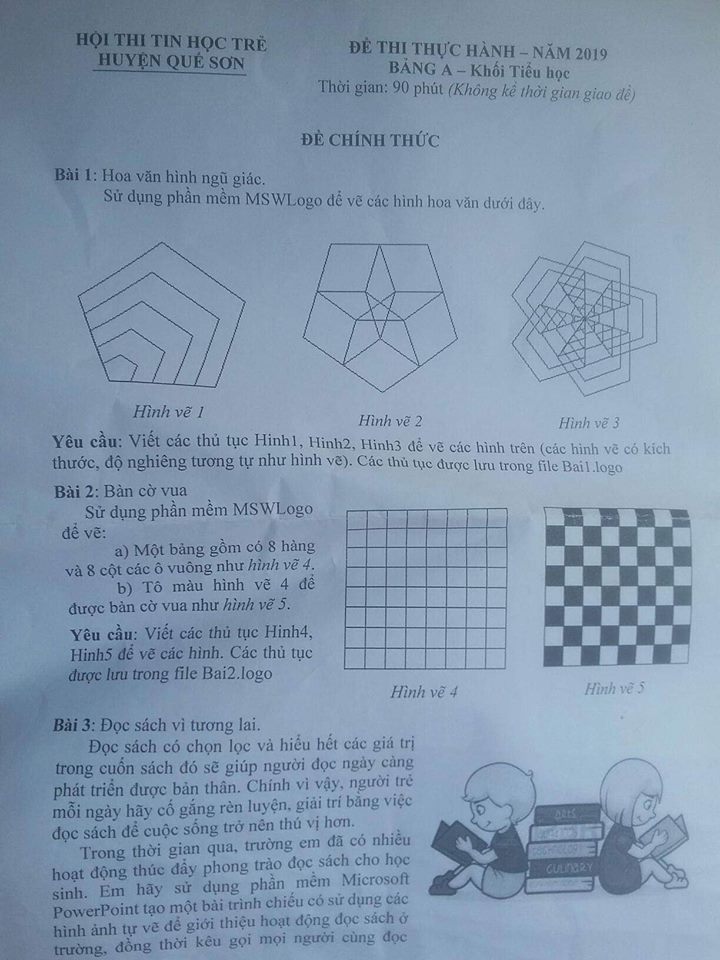 HỘI THI TIN HỌC TRẺ
HUYỆN QUẾ SƠN
ĐỀ THI THỰC HÀNH – NĂM 2019
BẢNG A – Khối Tiểu học
Thời gian: 90 phút (Không kể thời gian giao đề)
ĐỀ CHÍNH THỨC
Bài 1: Hoa văn hình ngũ giác.
Sử dụng phần mềm MSWLogo để vẽ các hình hoa văn dưới đây.
Hình vẽ 1
Hình vẽ 2
Hình vẽ 3
Yêu cầu: Viết các thủ tục Hinh1, Hinh2, Hinh3 để vẽ các hình trên (các hình vẽ có kích
thước, độ nghiêng tương tự như hình vẽ). Các thủ tục được lưu trong file Bai1.logo
Bài 2: Bàn cờ vua
Sử dụng phần mềm MSWLogo
để vẽ:
a) Một bảng gồm có 8 hàng
và 8 cột các ô vuông như hình vẽ 4.
b) Tô màu hình vẽ 4 để
được bàn cờ vua như hình vẽ 5.
Yêu cầu: Viết các thủ tục Hinh4,
Hinh5 để vẽ các hình. Các thủ tục
được lưu trong file Bai2.logo
Hình vẽ 4
Hình vẽ 5
Bài 3: Đọc sách vì tương lai.
Đọc sách có chọn lọc và hiểu hết các giá trị
trong cuốn sách đó sẽ giúp người đọc ngày càng
phát triển được bản thân. Chính vì vậy, người trẻ
mỗi ngày hãy cố gắng rèn luyện, giải trí bằng việc
đọc sách để cuộc sống trở nên thú vị hơn.
Trong thời gian qua, trường em đã có nhiều
hoạt động thúc đẩy phong trào đọc sách cho học
sinh. Em hãy sử dụng phần mềm Microsoft
PowerPoint tạo một bài trình chiếu có sử dụng các
hình ảnh tự vẽ để giới thiệu hoạt động đọc sách ở
trường, đồng thời kêu gọi mọi người cùng đọc
ARTS
CULINARY